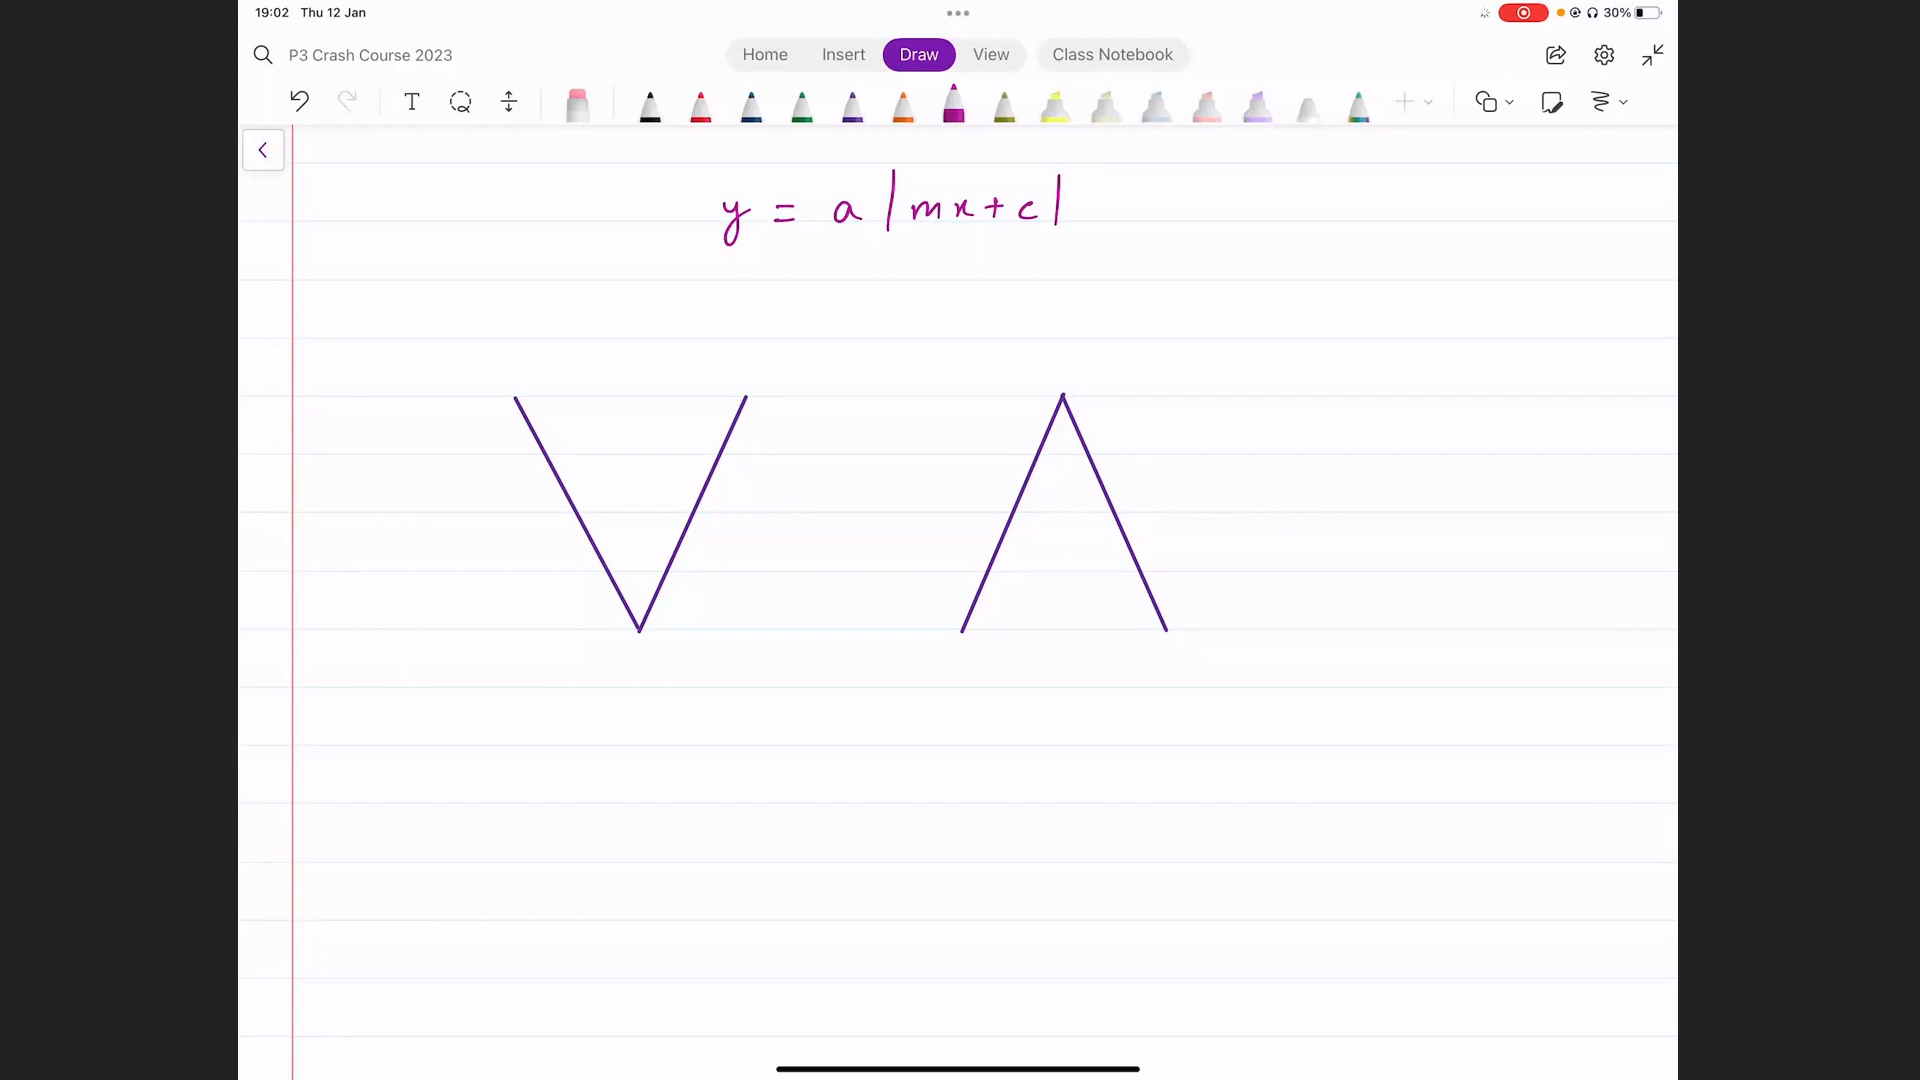 19:02 Thu 12 Jan 30%
P3 Crash Course 2023 Home Insert Draw View Class Notebook
T
y = a |mx+c|